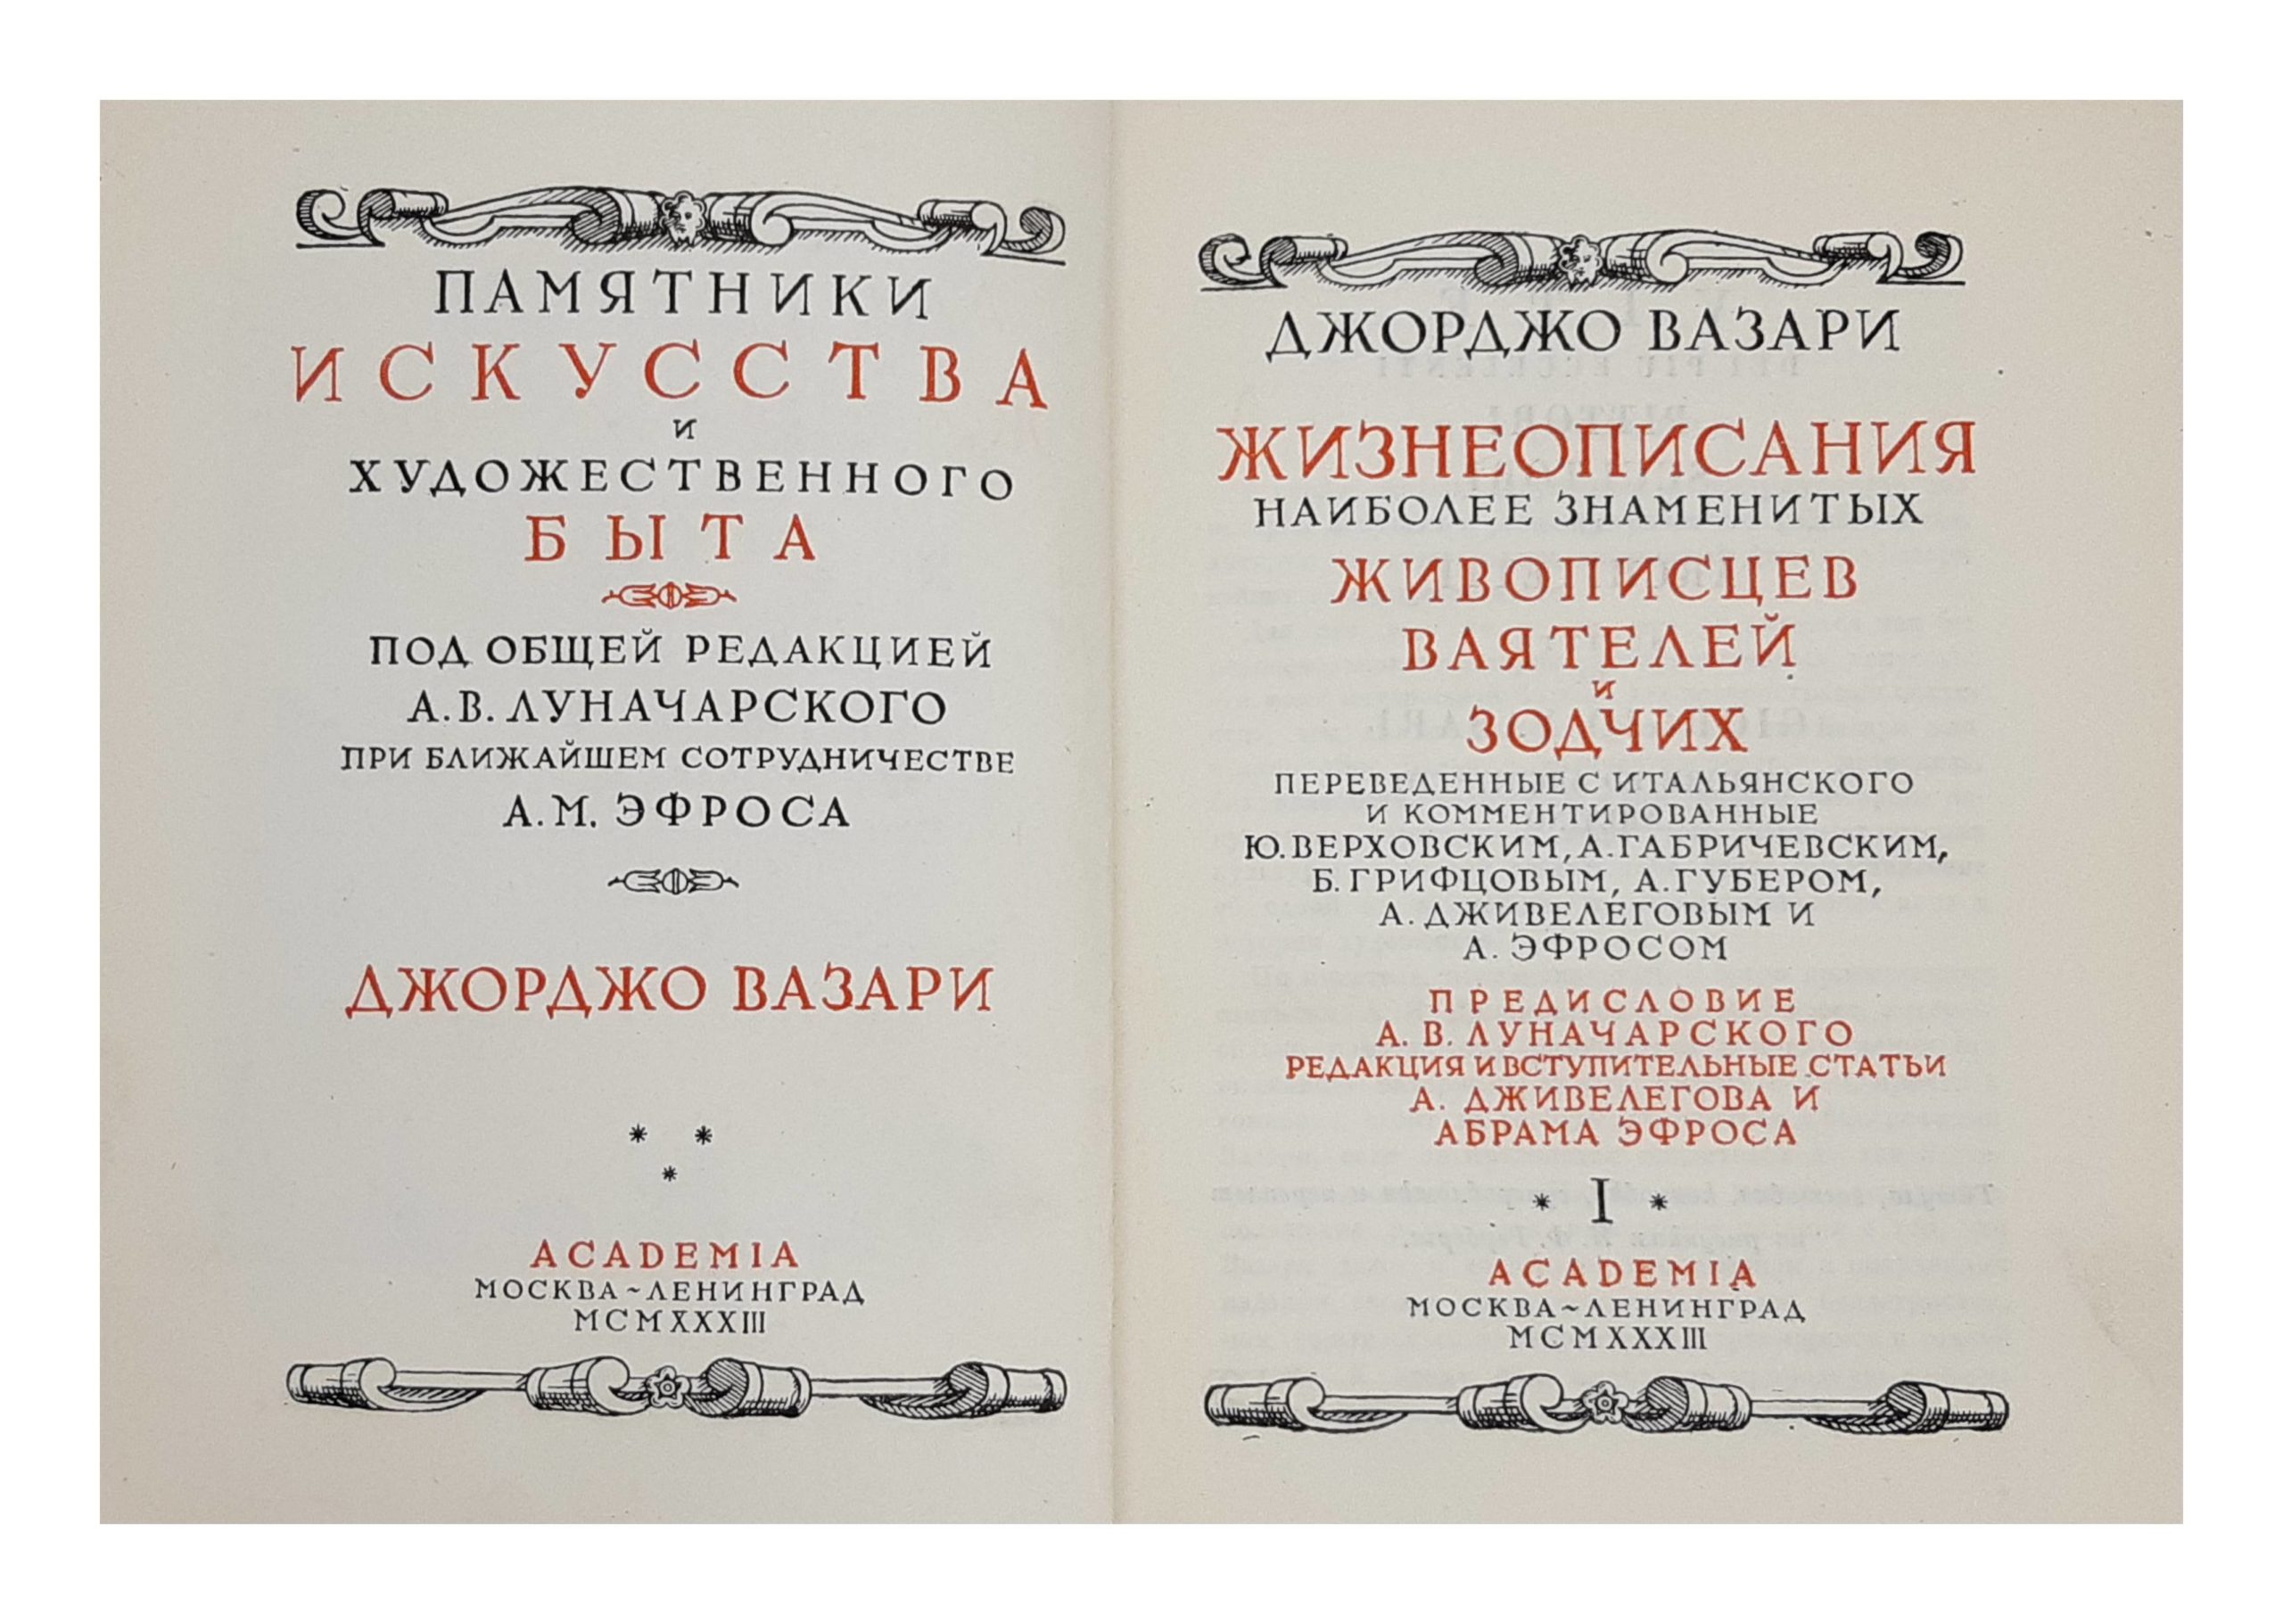 ПАМЯТНИКИ
ИСКУССТВА
И
ХУДОЖЕСТВЕННОГО
БЫТА
ПОД ОБЩЕЙ РЕДАКЦИЕЙ
А. В. ЛУНАЧАРСКОГО
ПРИ БЛИЖАЙШЕМ СОТРУДНИЧЕСТВЕ
А. М. ЭФРОСА
ДЖОРДЖО ВАЗАРИ
* *
*
ACADEMIA
МОСКВА~ЛЕНИНГРАД
MCMXXXIII
ДЖОРДЖО ВАЗАРИ
ЖИЗНЕОПИСАНИЯ
НАИБОЛЕЕ ЗНАМЕНИТЫХ
ЖИВОПИСЦЕВ
ВАЯТЕЛЕЙ
И
ЗОДЧИХ
ПЕРЕВЕДЕННЫЕ С ИТАЛЬЯНСКОГО
И КОММЕНТИРОВАННЫЕ
Ю. ВЕРХОВСКИМ, А. ГАБРИЧЕВСКИМ,
Б. ГРИФЦОВЫМ, А. ГУБЕРОМ,
А. ДЖИВЕЛЕГОВЫМ И
А. ЭФРОСОМ
ПРЕДИСЛОВИЕ
А. В. ЛУНАЧАРСКОГО
РЕДАКЦИЯ И ВСТУПИТЕЛЬНЫЕ СТАТЬИ
А. ДЖИВЕЛЕГОВА И
АБРАМА ЭФРОСА
* I *
ACADEMIA
МОСКВА~ЛЕНИНГРАД
MCMXXXIII